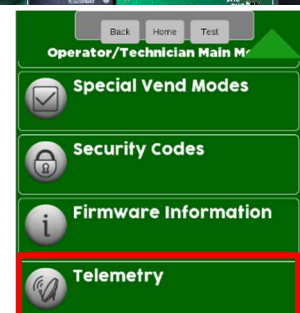 Back Home Test
Operator/Technician Main M
Special Vend Modes
Security Codes
Firmware Information
Telemetry